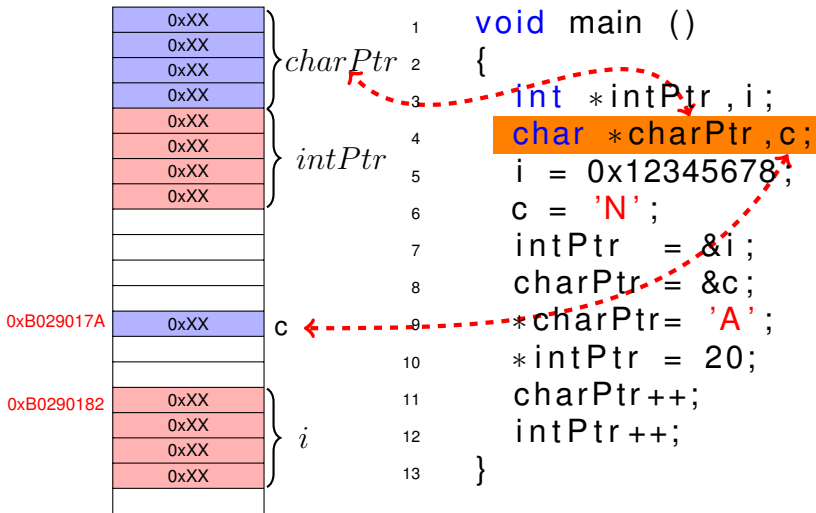 0xXX
0xXX
0xXX
0xXX
charPtr
0xXX
0xXX
0xXX
0xXX
intPtr
0xB029017A 0xXX c
0xB0290182 0xXX
0xXX
0xXX
0xXX
i
1 void main ()
2 {
3 int *intPtr ,i;
4 char *charPtr ,c;
5 i = 0x12345678;
6 c = 'N';
7 intPtr = &i;
8 charPtr = &c;
9 *charPtr= 'A';
10 *intPtr = 20;
11 charPtr++;
12 intPtr++;
13 }